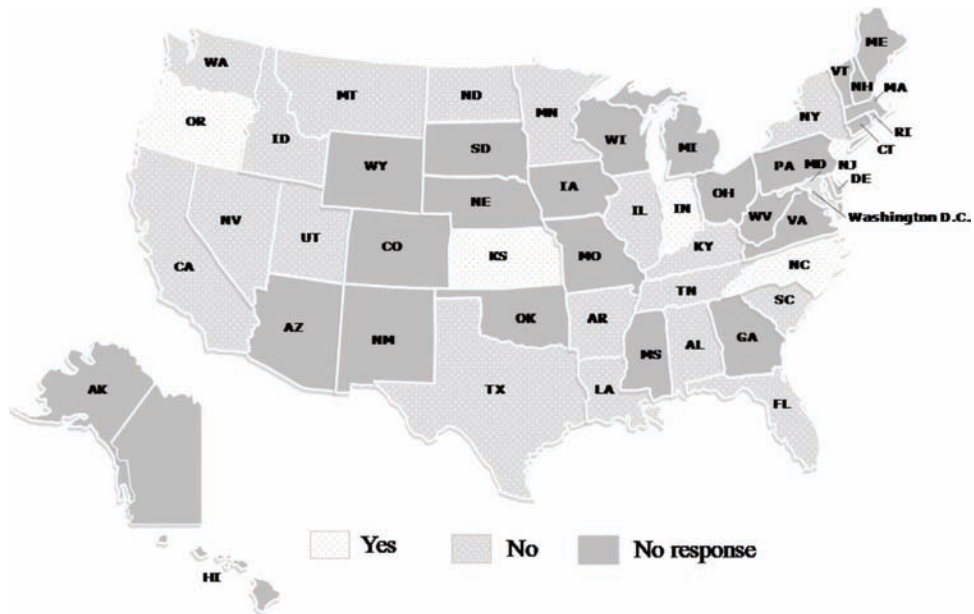 ME
WA
VT
MT
ND
NH
MA
MN
OR
NY
ID
WI
SD
MI
RI
WY
CT
PA
MD
NJ
IA
DE
NE
OH
NV
IL
IN
WV
VA
Washington D.C.
UT
CO
KS
KY
MO
CA
NC
TN
SC
OK
AR
AZ
NM
GA
MS
AL
AK
TX
LA
FL
Yes
No
No response
HI